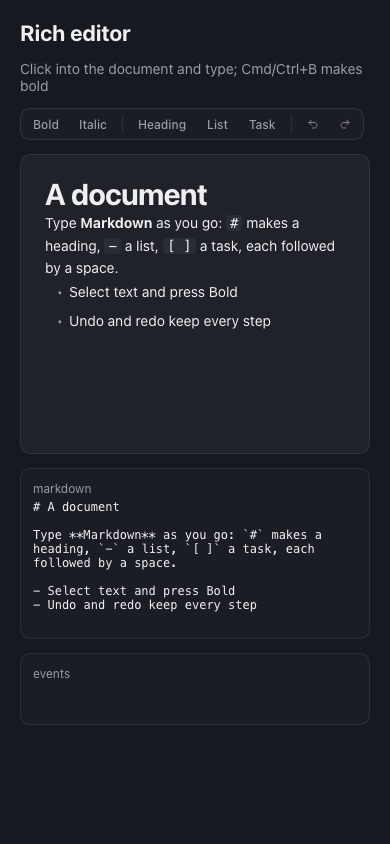 Rich editor
Click into the document and type; Cmd/Ctrl+B makes
bold
Bold Italic Heading List Task
A document
Type Markdown as you go: # makes a
heading, – a list, [ ] a task, each followed
by a space.
• Select text and press Bold
• Undo and redo keep every step
markdown
# A document
Type **Markdown** as you go: `#` makes a
heading, `–` a list, `[ ]` a task, each
followed by a space.
– Select text and press Bold
– Undo and redo keep every step
events